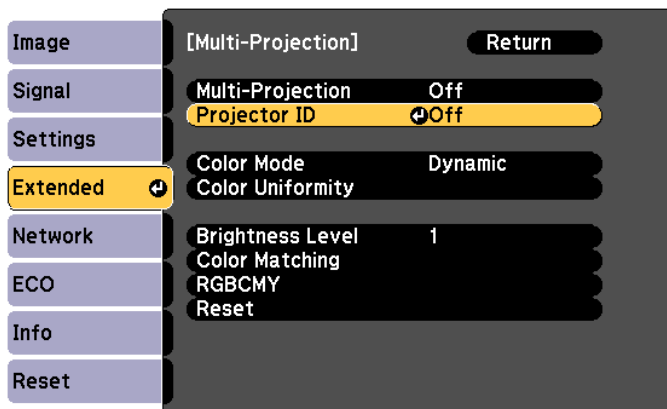 Image
Signal
Settings
Extended
Network
ECO
Info
Reset
[Multi-Projection] Return
Multi-Projection Off
Projector ID Off
Color Mode Dynamic
Color Uniformity
Brightness Level 1
Color Matching
RGBCMY
Reset